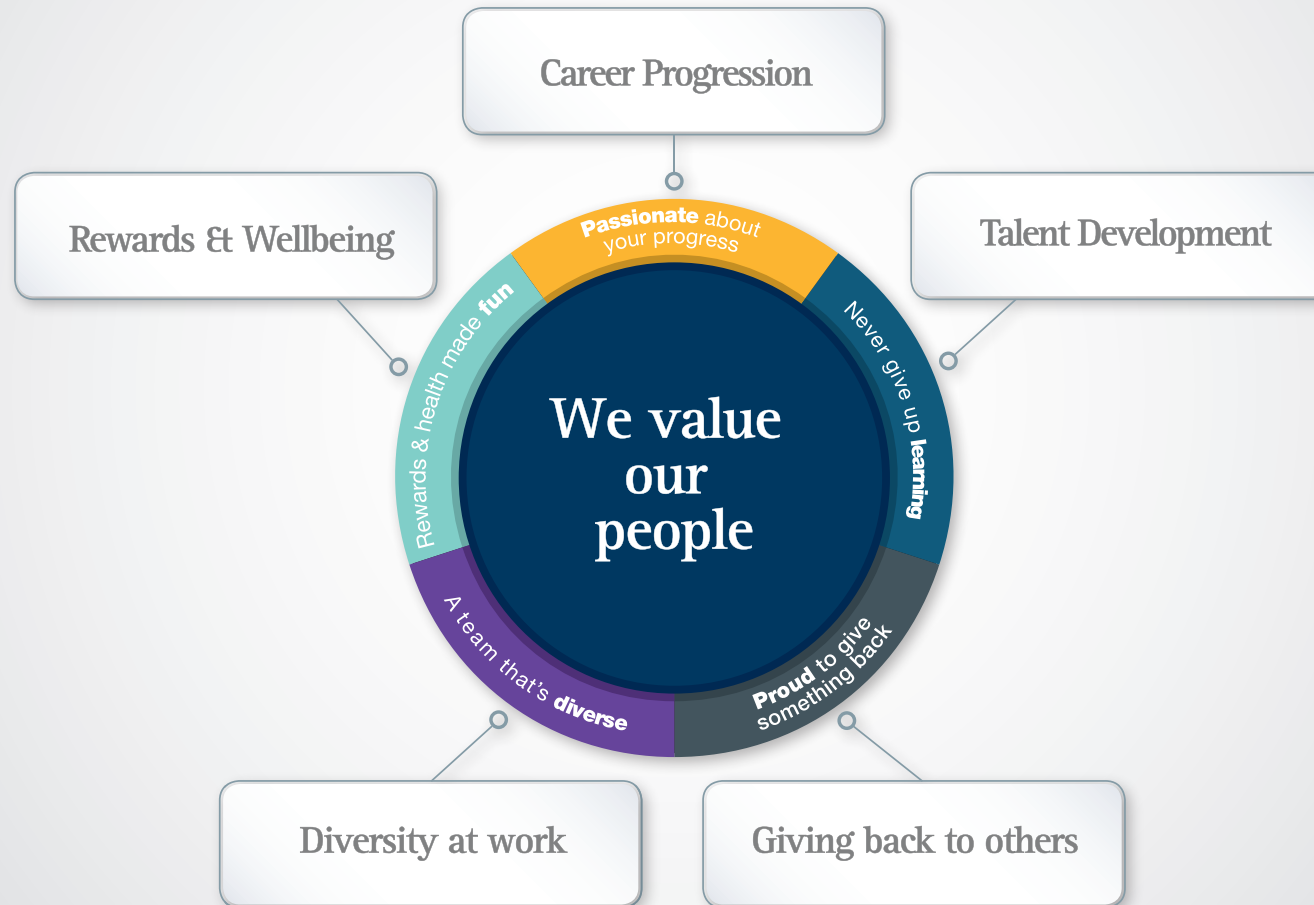 Career Progression
Rewards & Wellbeing
Talent Development
Passionate about
your progress
Rewards & health made fun
Never give up learning
We value
our
people
A team that's diverse
Proud to give
something back
Diversity at work
Giving back to others